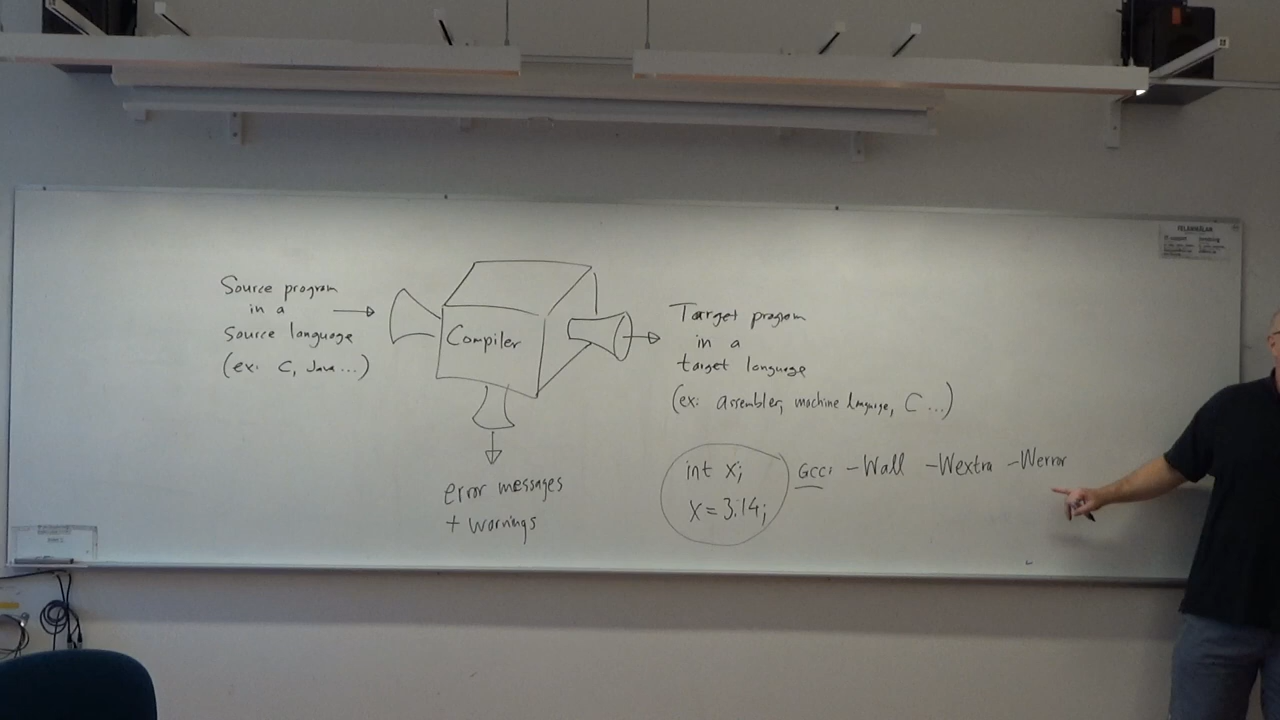 Source program
in a
Source language
(ex: C, Java ...)
Compiler
error messages
+ warnings
Target program
in a
target language
(ex: assembler, machine language, C ...)
int x;
x = 3.14;
Gcc: -Wall -Wextra -Werror
FELANMÄLAN